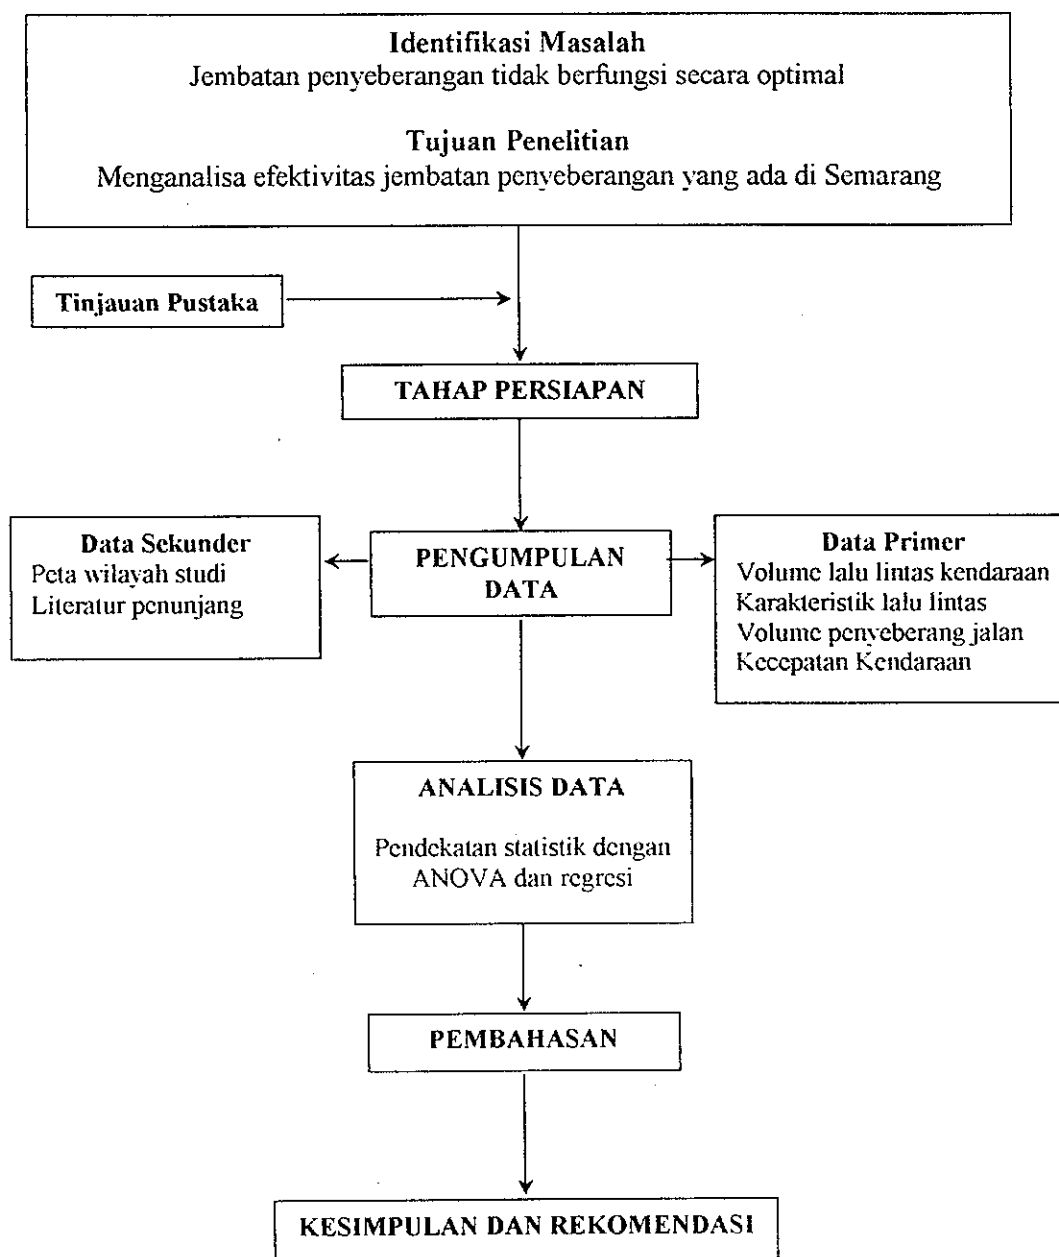 Identifikasi Masalah
Jembatan penyeberangan tidak berfungsi secara optimal
Tujuan Penelitian
Menganalisa efektivitas jembatan penyeberangan yang ada di Semarang
Tinjauan Pustaka
TAHAP PERSIAPAN
Data Sekunder
Peta wilayah studi
Literatur penunjang
PENGUMPULAN
DATA
Data Primer
Volume lalu lintas kendaraan
Karakteristik lalu lintas
Volume penyeberang jalan
Kecepatan Kendaraan
ANALISIS DATA
Pendekatan statistik dengan
ANOVA dan regresi
PEMBAHASAN
KESIMPULAN DAN REKOMENDASI